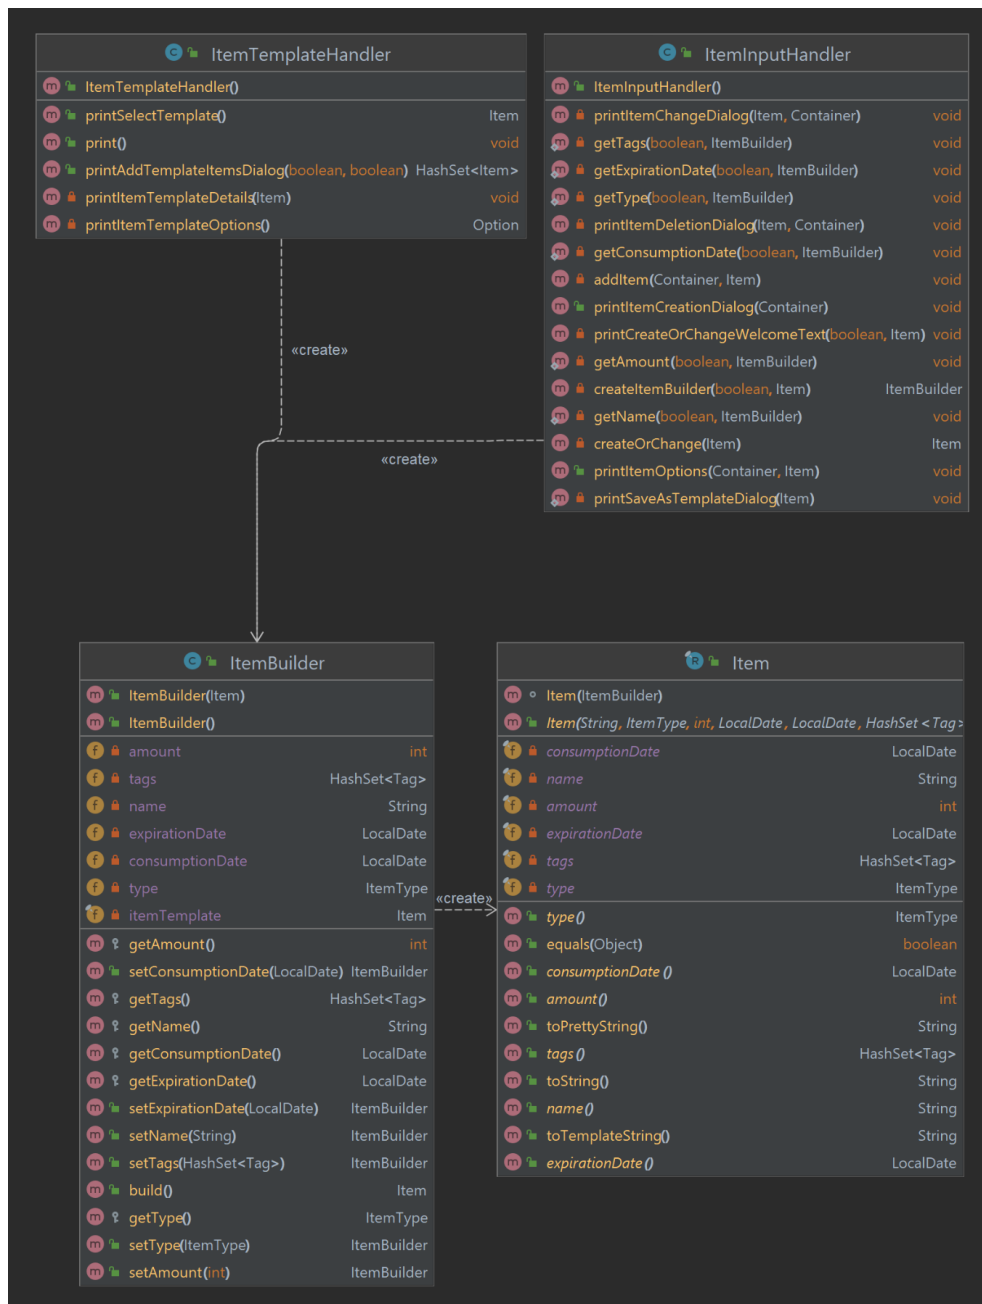 ItemTemplateHandler
ItemTemplateHandler()
printSelectTemplate() Item
print() void
printAddTemplateItemsDialog(boolean, boolean) HashSet<Item>
printItemTemplateDetails(Item) void
printItemTemplateOptions() Option
ItemInputHandler
ItemInputHandler()
printItemChangeDialog(Item, Container) void
getTags(boolean, ItemBuilder) void
getExpirationDate(boolean, ItemBuilder) void
getType(boolean, ItemBuilder) void
printItemDeletionDialog(Item, Container) void
getConsumptionDate(boolean, ItemBuilder) void
addItem(Container, Item) void
printItemCreationDialog(Container) void
printCreateOrChangeWelcomeText(boolean, Item) void
getAmount(boolean, ItemBuilder) void
createItemBuilder(boolean, Item) ItemBuilder
getName(boolean, ItemBuilder) void
createOrChange(Item) Item
printItemOptions(Container, Item) void
printSaveAsTemplateDialog(Item) void
«create»
«create»
ItemBuilder
ItemBuilder(Item)
ItemBuilder()
amount int
tags HashSet<Tag>
name String
expirationDate LocalDate
consumptionDate LocalDate
type ItemType
itemTemplate Item
getAmount() int
setConsumptionDate(LocalDate) ItemBuilder
getTags() HashSet<Tag>
getName() String
getConsumptionDate() LocalDate
getExpirationDate() LocalDate
setExpirationDate(LocalDate) ItemBuilder
setName(String) ItemBuilder
setTags(HashSet<Tag>) ItemBuilder
build() Item
getType() ItemType
setType(ItemType) ItemBuilder
setAmount(int) ItemBuilder
«create»
Item
Item(ItemBuilder)
Item(String, ItemType, int, LocalDate, LocalDate, HashSet<Tag>
consumptionDate LocalDate
name String
amount int
expirationDate LocalDate
tags HashSet<Tag>
type ItemType
type() ItemType
equals(Object) boolean
consumptionDate() LocalDate
amount() int
toPrettyString() String
tags() HashSet<Tag>
toString() String
name() String
toTemplateString() String
expirationDate() LocalDate